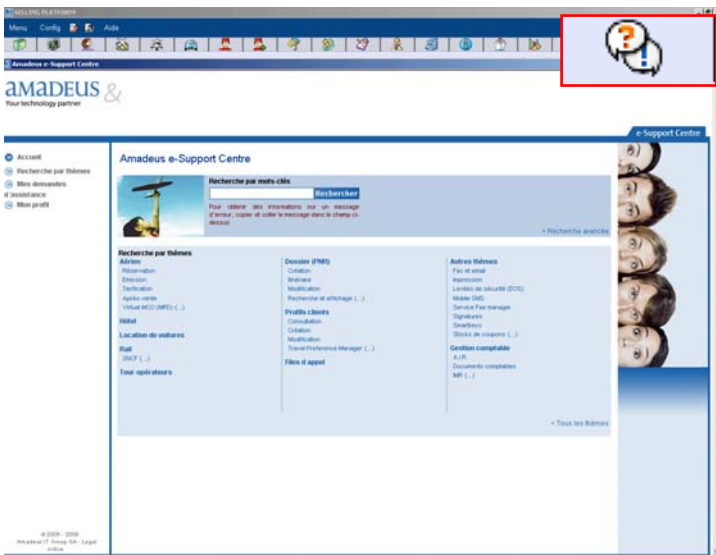 SELLING PLATFORM
Menu Config Aide
Amadeus e-Support Centre
aMaDEUS &
Your technology partner
e-Support Centre
Accueil
Recherche par thèmes
Mes demandes
d'assistance
Mon profil
Amadeus e-Support Centre
Recherche par mots-clés
Rechercher
Pour obtenir des informations sur un message
d'erreur, copier et coller le message dans le champ ci-
dessus.
Recherche avancée
Recherche par thèmes
Aérien
Réservation
Emission
Tarification
Après-vente
Virtual MCO (MPD) (...)
Hôtel
Location de voitures
Rail
SNCF (...)
Tour opérateurs
Dossier (PNR)
Création
Itinéraire
Modification
Recherche et affichage (...)
Profils clients
Consultation
Création
Modification
Travel Preference Manager (...)
Files d'appel
Autres thèmes
Fax et email
Impression
Levées de sécurité (EOS)
Mobile SMS
Service Fee manager
Signatures
Smartkeys
Stocks de coupons (...)
Gestion comptable
A.I.R.
Documents comptables
IMR (...)
Tous les thèmes
Amadeus IT Group SA - Legal
notice